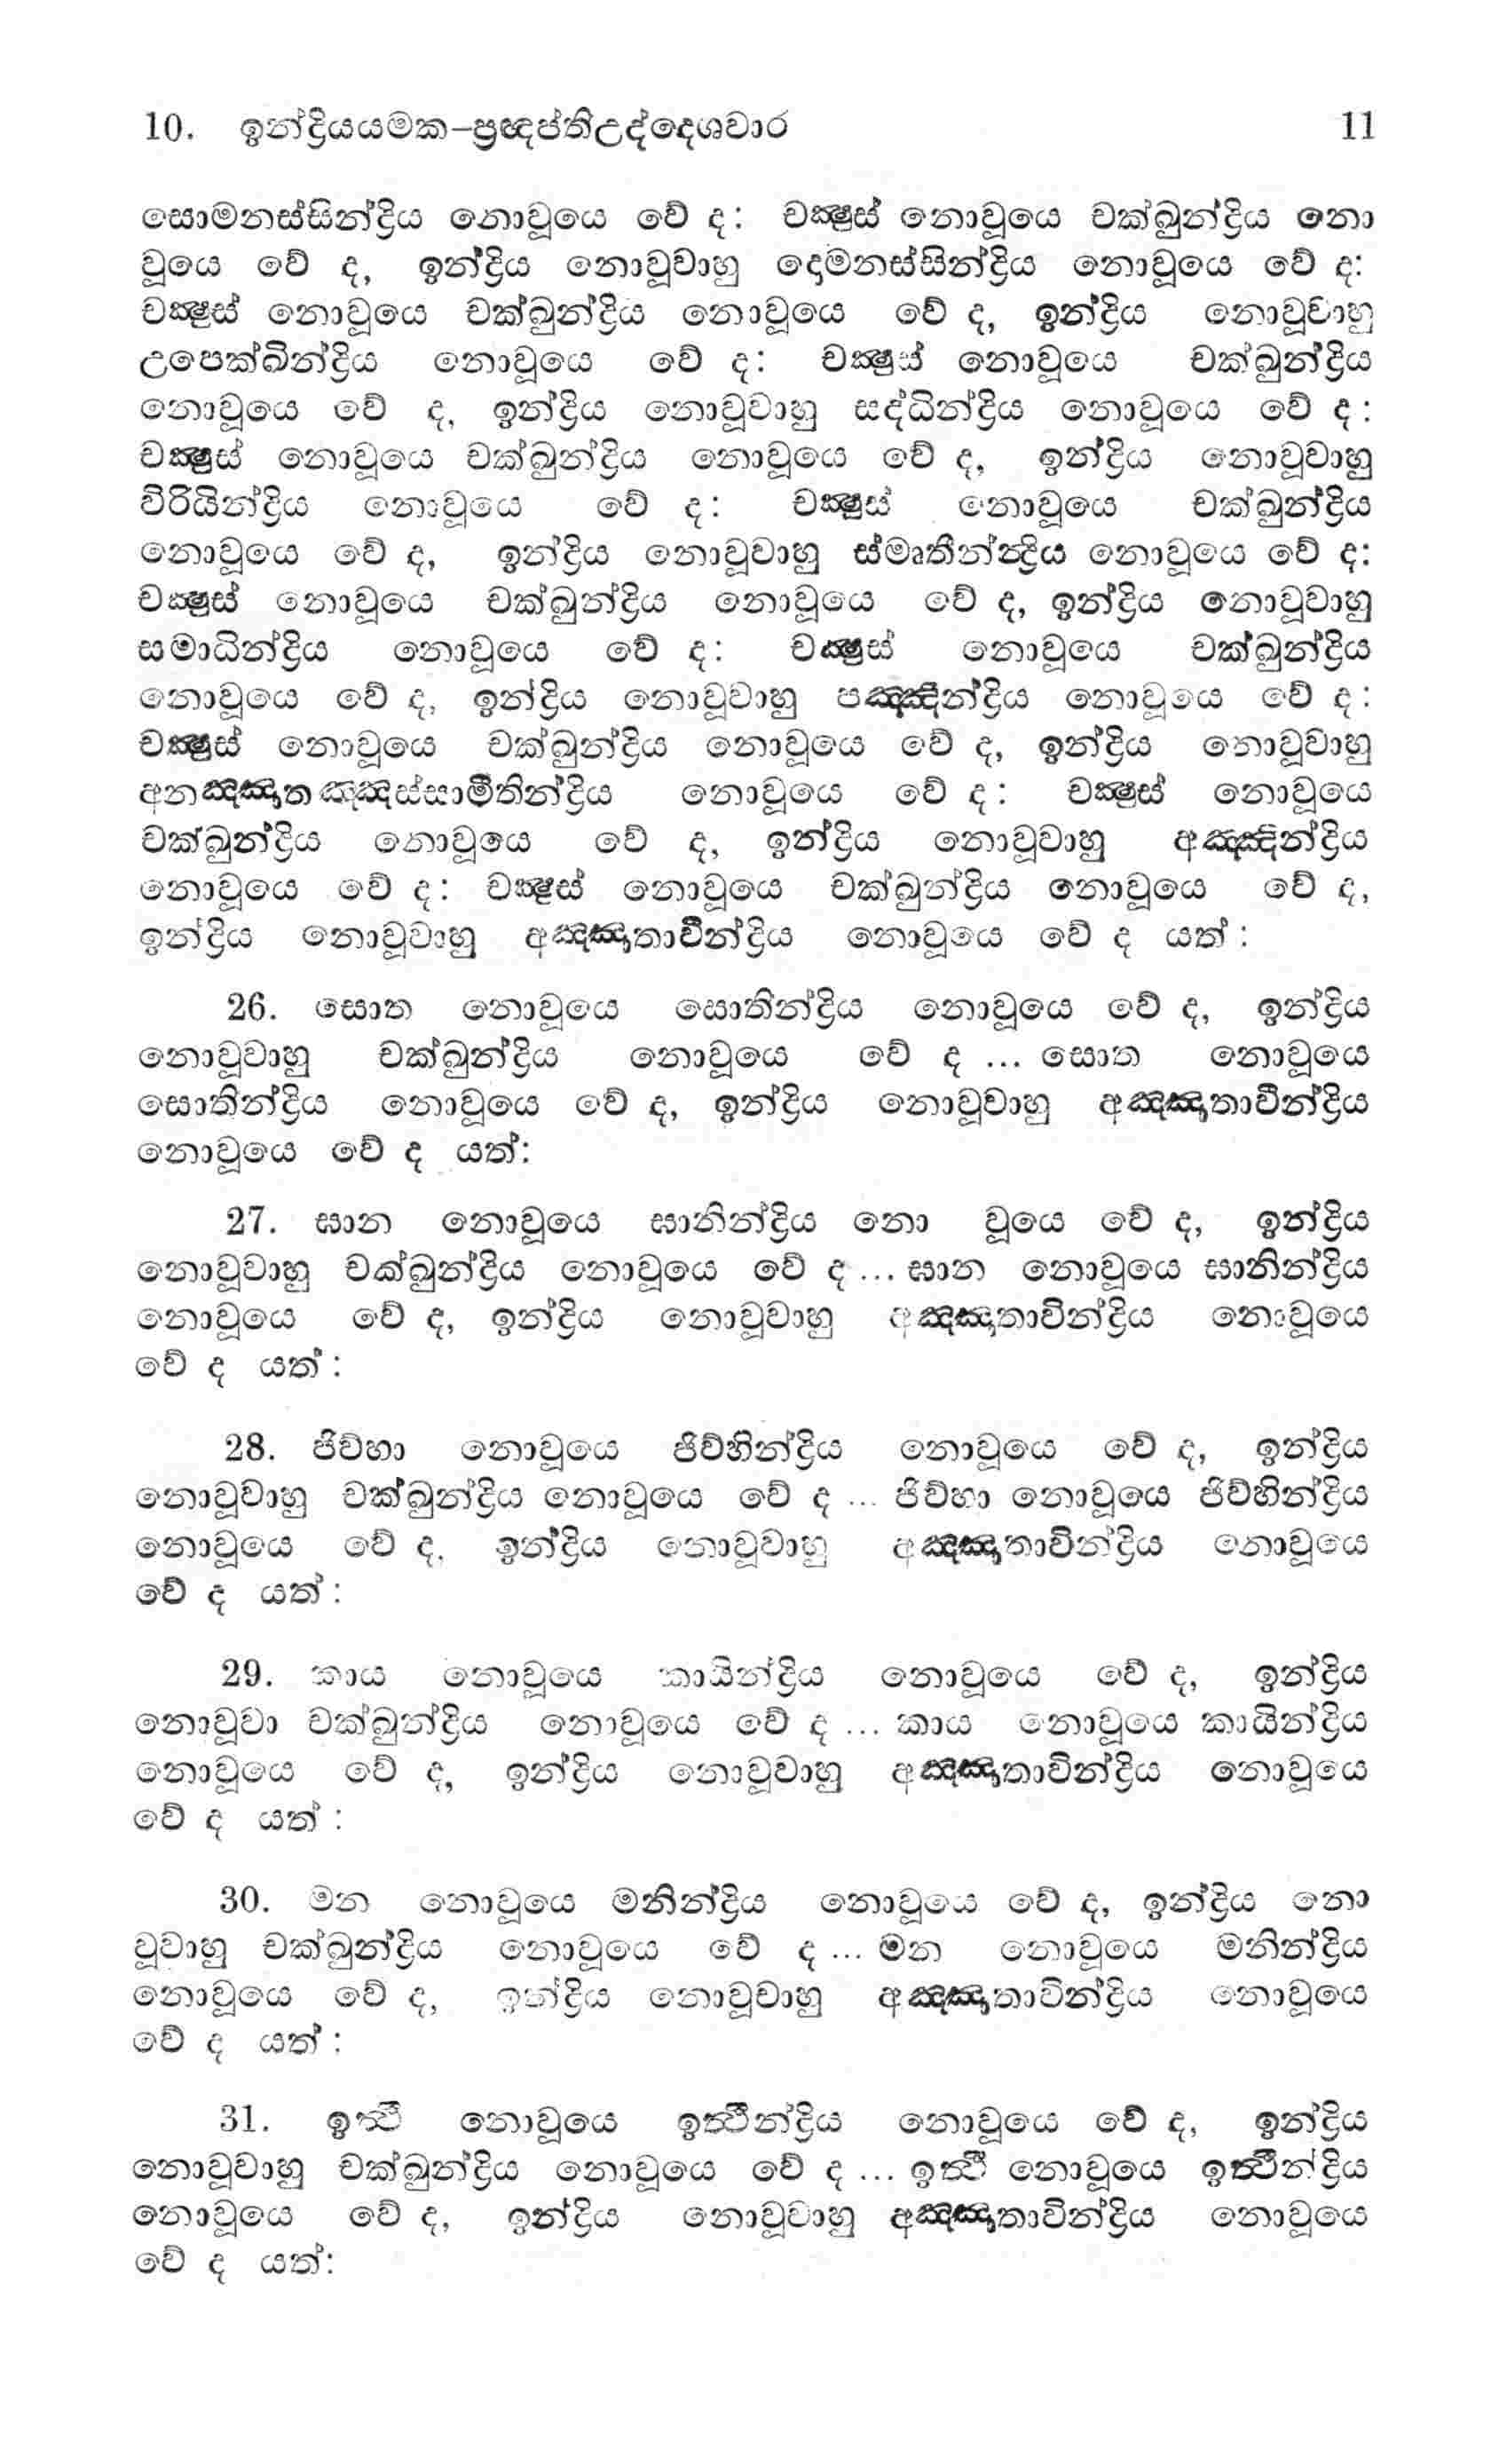 10. ඉන්ද්‍රියයමක–ප්‍රඥප්තිඋද්දෙශවාර 11
සොමනස්සින්ද්‍රිය නොවූයෙ වේ ද: චක්‍ෂුස් නොවූයෙ චක්ඛුන්ද්‍රිය නො
වූයෙ වේ ද, ඉන්ද්‍රිය නොවූවාහු දොමනස්සින්ද්‍රිය නොවූයෙ වේ ද:
චක්‍ෂුස් නොවූයෙ චක්ඛුන්ද්‍රිය නොවූයෙ වේ ද, ඉන්ද්‍රිය නොවූවාහු
උපෙක්ඛින්ද්‍රිය නොවූයෙ වේ ද: චක්‍ෂුස් නොවූයෙ චක්ඛුන්ද්‍රිය
නොවූයෙ වේ ද, ඉන්ද්‍රිය නොවූවාහු සද්ධින්ද්‍රිය නොවූයෙ වේ ද:
චක්‍ෂුස් නොවූයෙ චක්ඛුන්ද්‍රිය නොවූයෙ වේ ද, ඉන්ද්‍රිය නොවූවාහු
විරියින්ද්‍රිය නොවූයෙ වේ ද: චක්‍ෂුස් නොවූයෙ චක්ඛුන්ද්‍රිය
නොවූයෙ වේ ද, ඉන්ද්‍රිය නොවූවාහු ස්මෘතීන්ද්‍රිය නොවූයෙ වේ ද:
චක්‍ෂුස් නොවූයෙ චක්ඛුන්ද්‍රිය නොවූයෙ වේ ද, ඉන්ද්‍රිය නොවූවාහු
සමාධින්ද්‍රිය නොවූයෙ වේ ද: චක්‍ෂුස් නොවූයෙ චක්ඛුන්ද්‍රිය
නොවූයෙ වේ ද, ඉන්ද්‍රිය නොවූවාහු පඤ්ඤින්ද්‍රිය නොවූයෙ වේ ද:
චක්‍ෂුස් නොවූයෙ චක්ඛුන්ද්‍රිය නොවූයෙ වේ ද, ඉන්ද්‍රිය නොවූවාහු
අනඤ්ඤාතඤ්ඤස්සාමීතින්ද්‍රිය නොවූයෙ වේ ද: චක්‍ෂුස් නොවූයෙ
චක්ඛුන්ද්‍රිය නොවූයෙ වේ ද, ඉන්ද්‍රිය නොවූවාහු අඤ්ඤින්ද්‍රිය
නොවූයෙ වේ ද: චක්‍ෂුස් නොවූයෙ චක්ඛුන්ද්‍රිය නොවූයෙ වේ ද,
ඉන්ද්‍රිය නොවූවාහු අඤ්ඤාතාවීන්ද්‍රිය නොවූයෙ වේ ද යත්:
26. සොත නොවූයෙ සොතින්ද්‍රිය නොවූයෙ වේ ද, ඉන්ද්‍රිය
නොවූවාහු චක්ඛුන්ද්‍රිය නොවූයෙ වේ ද ... සොත නොවූයෙ
සොතින්ද්‍රිය නොවූයෙ වේ ද, ඉන්ද්‍රිය නොවූවාහු අඤ්ඤාතාවීන්ද්‍රිය
නොවූයෙ වේ ද යත්:
27. ඝාන නොවූයෙ ඝානින්ද්‍රිය නො වූයෙ වේ ද, ඉන්ද්‍රිය
නොවූවාහු චක්ඛුන්ද්‍රිය නොවූයෙ වේ ද ... ඝාන නොවූයෙ ඝානින්ද්‍රිය
නොවූයෙ වේ ද, ඉන්ද්‍රිය නොවූවාහු අඤ්ඤාතාවින්ද්‍රිය නොවූයෙ
වේ ද යත්:
28. ජිව්හා නොවූයෙ ජිව්හින්ද්‍රිය නොවූයෙ වේ ද, ඉන්ද්‍රිය
නොවූවාහු චක්ඛුන්ද්‍රිය නොවූයෙ වේ ද ... ජිව්හා නොවූයෙ ජිව්හින්ද්‍රිය
නොවූයෙ වේ ද, ඉන්ද්‍රිය නොවූවාහු අඤ්ඤාතාවින්ද්‍රිය නොවූයෙ
වේ ද යත්:
29. කාය නොවූයෙ කායින්ද්‍රිය නොවූයෙ වේ ද, ඉන්ද්‍රිය
නොවූවා චක්ඛුන්ද්‍රිය නොවූයෙ වේ ද ... කාය නොවූයෙ කායින්ද්‍රිය
නොවූයෙ වේ ද, ඉන්ද්‍රිය නොවූවාහු අඤ්ඤාතාවින්ද්‍රිය නොවූයෙ
වේ ද යත්:
30. මන නොවූයෙ මනින්ද්‍රිය නොවූයෙ වේ ද, ඉන්ද්‍රිය නො
වූවාහු චක්ඛුන්ද්‍රිය නොවූයෙ වේ ද ... මන නොවූයෙ මනින්ද්‍රිය
නොවූයෙ වේ ද, ඉන්ද්‍රිය නොවූවාහු අඤ්ඤාතාවින්ද්‍රිය නොවූයෙ
වේ ද යත්:
31. ඉත්‍ථී නොවූයෙ ඉත්‍ථීන්ද්‍රිය නොවූයෙ වේ ද, ඉන්ද්‍රිය
නොවූවාහු චක්ඛුන්ද්‍රිය නොවූයෙ වේ ද ... ඉත්‍ථී නොවූයෙ ඉත්‍ථීන්ද්‍රිය
නොවූයෙ වේ ද, ඉන්ද්‍රිය නොවූවාහු අඤ්ඤාතාවින්ද්‍රිය නොවූයෙ
වේ ද යත්: